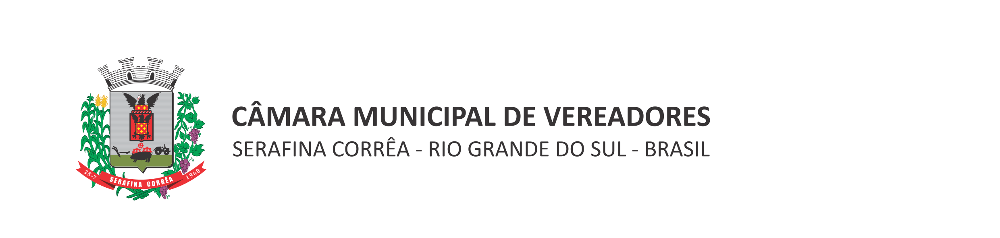 CÂMARA MUNICIPAL DE VEREADORES
SERAFINA CORRÊA - RIO GRANDE DO SUL - BRASIL
25-7 SERAFINA CORRÊA 1960